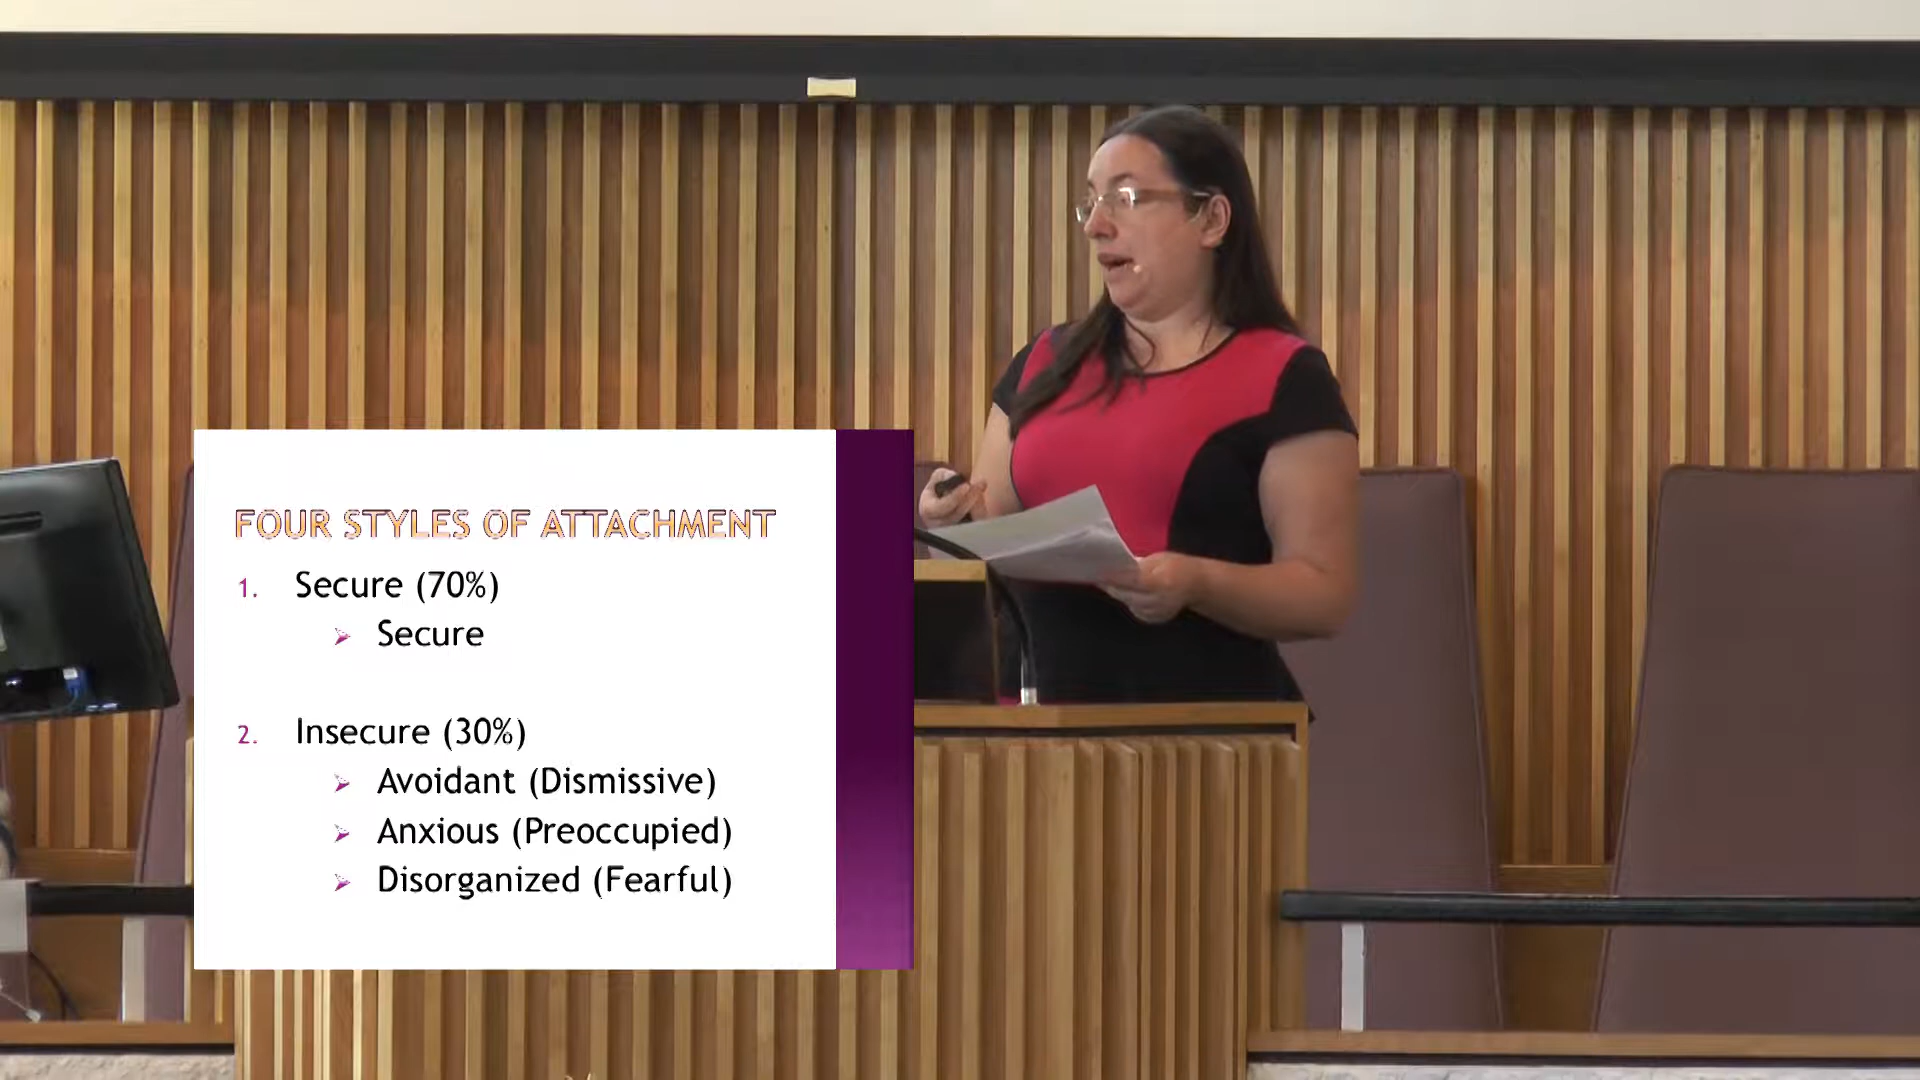 FOUR STYLES OF ATTACHMENT
1. Secure (70%)
Secure
2. Insecure (30%)
Avoidant (Dismissive)
Anxious (Preoccupied)
Disorganized (Fearful)